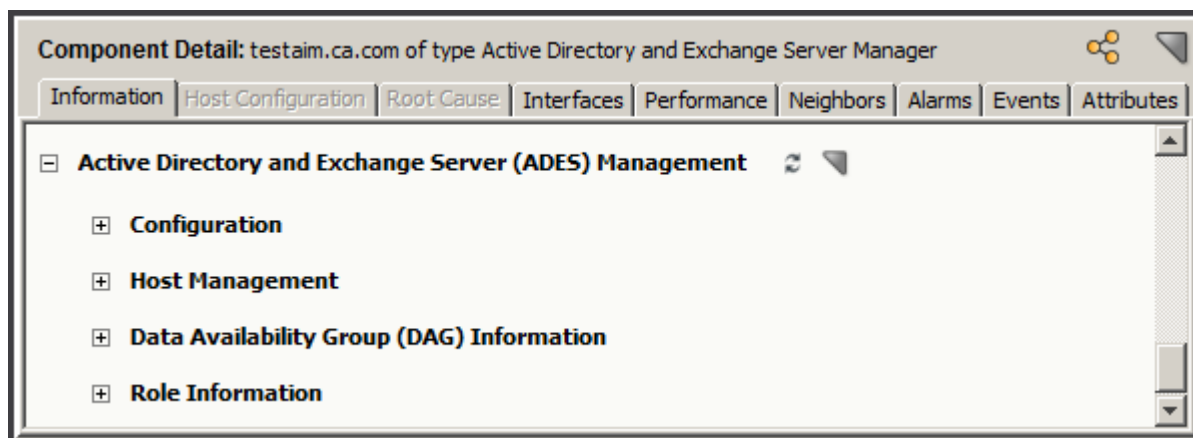 Component Detail: testaim.ca.com of type Active Directory and Exchange Server Manager
Information Host Configuration Root Cause Interfaces Performance Neighbors Alarms Events Attributes
Active Directory and Exchange Server (ADES) Management
Configuration
Host Management
Data Availability Group (DAG) Information
Role Information